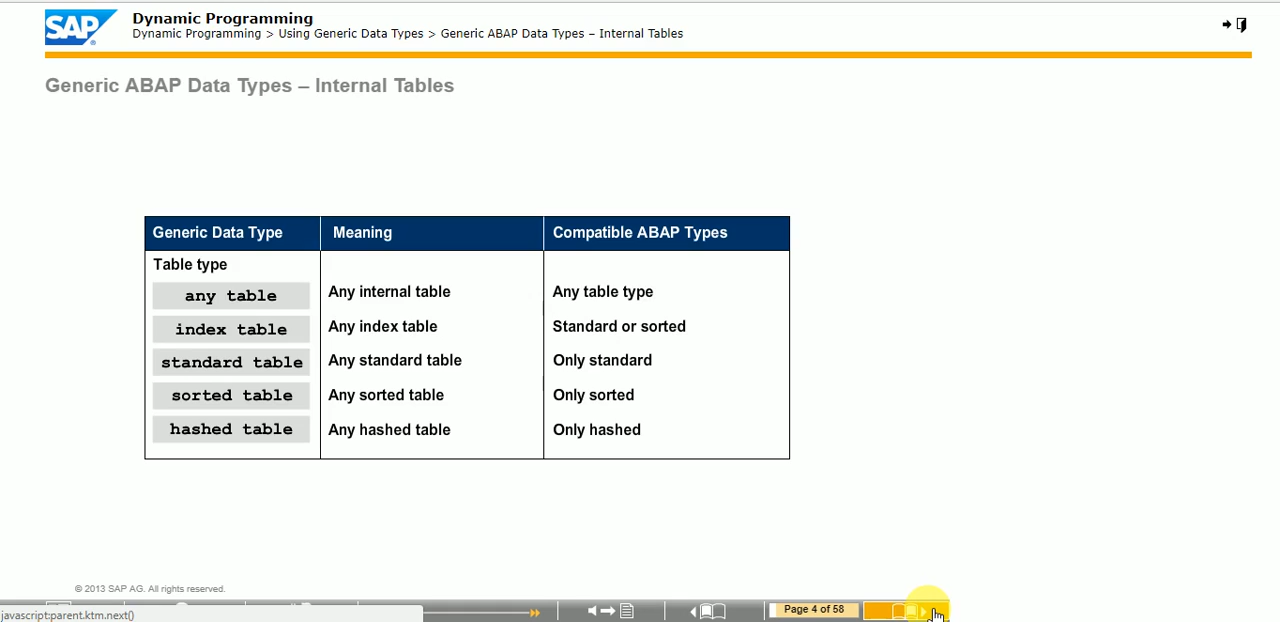 SAP
Dynamic Programming
Dynamic Programming > Using Generic Data Types > Generic ABAP Data Types – Internal Tables
Generic ABAP Data Types – Internal Tables
Generic Data Type Meaning Compatible ABAP Types
Table type
any table Any internal table Any table type
index table Any index table Standard or sorted
standard table Any standard table Only standard
sorted table Any sorted table Only sorted
hashed table Any hashed table Only hashed
© 2013 SAP AG. All rights reserved.
Page 4 of 58
javascript:parent.ktm.next()